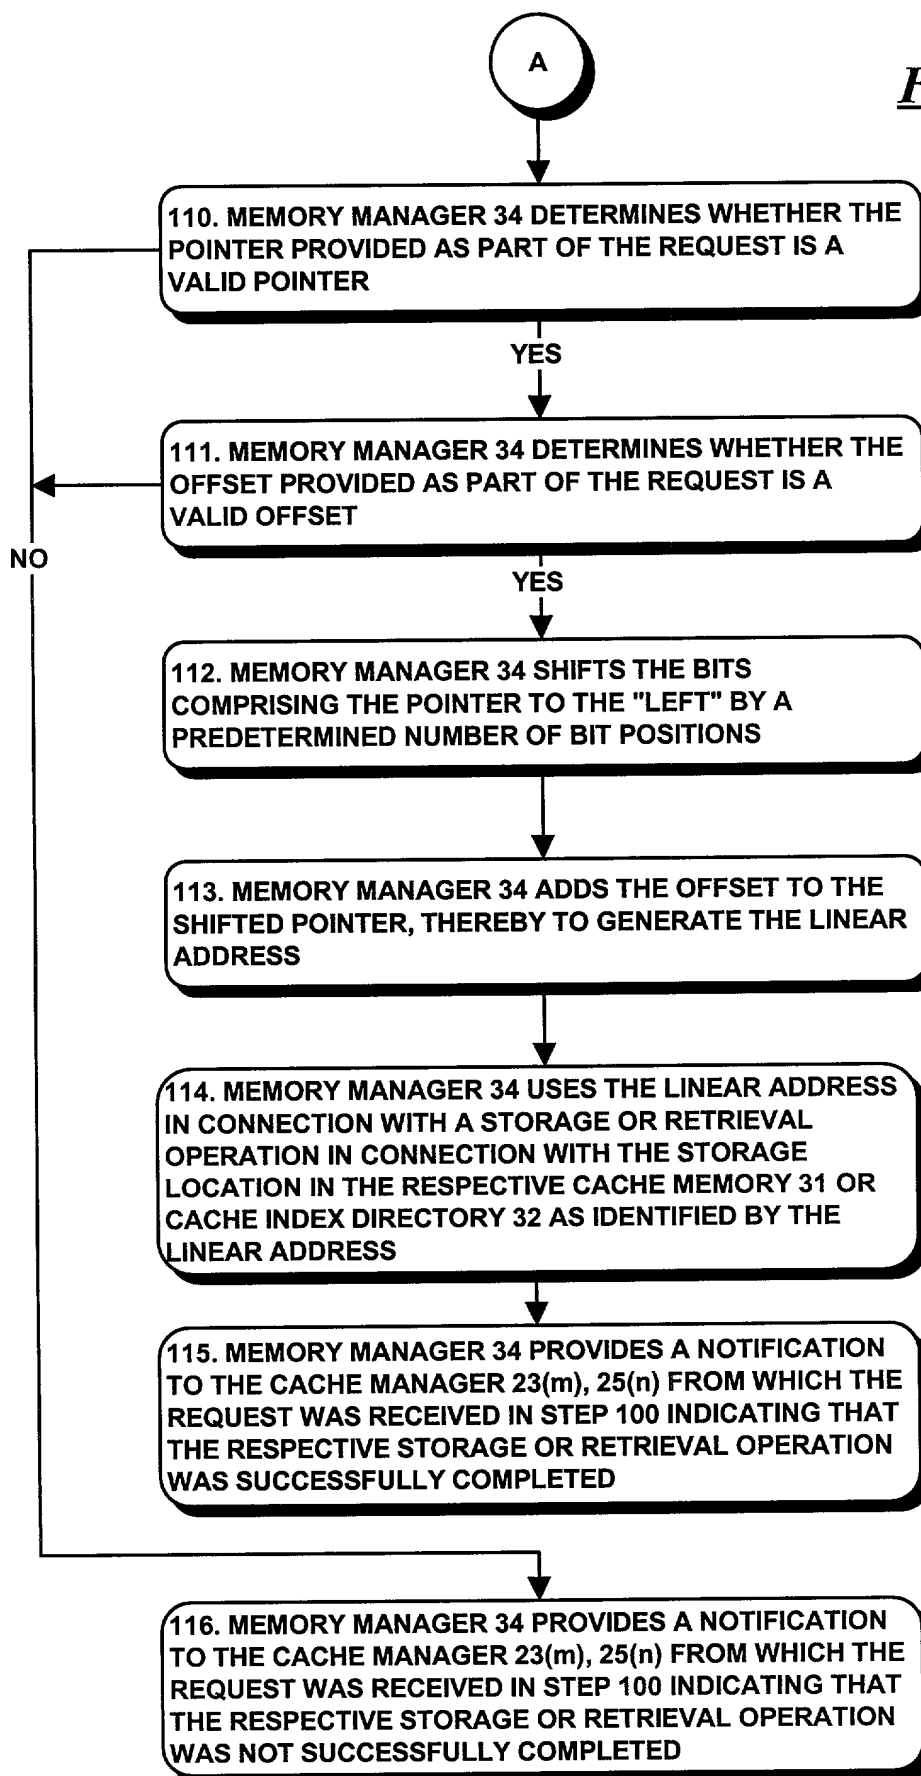 A
110. MEMORY MANAGER 34 DETERMINES WHETHER THE
POINTER PROVIDED AS PART OF THE REQUEST IS A
VALID POINTER
YES
111. MEMORY MANAGER 34 DETERMINES WHETHER THE
OFFSET PROVIDED AS PART OF THE REQUEST IS A
VALID OFFSET
NO
YES
112. MEMORY MANAGER 34 SHIFTS THE BITS
COMPRISING THE POINTER TO THE "LEFT" BY A
PREDETERMINED NUMBER OF BIT POSITIONS
113. MEMORY MANAGER 34 ADDS THE OFFSET TO THE
SHIFTED POINTER, THEREBY TO GENERATE THE LINEAR
ADDRESS
114. MEMORY MANAGER 34 USES THE LINEAR ADDRESS
IN CONNECTION WITH A STORAGE OR RETRIEVAL
OPERATION IN CONNECTION WITH THE STORAGE
LOCATION IN THE RESPECTIVE CACHE MEMORY 31 OR
CACHE INDEX DIRECTORY 32 AS IDENTIFIED BY THE
LINEAR ADDRESS
115. MEMORY MANAGER 34 PROVIDES A NOTIFICATION
TO THE CACHE MANAGER 23(m), 25(n) FROM WHICH THE
REQUEST WAS RECEIVED IN STEP 100 INDICATING THAT
THE RESPECTIVE STORAGE OR RETRIEVAL OPERATION
WAS SUCCESSFULLY COMPLETED
116. MEMORY MANAGER 34 PROVIDES A NOTIFICATION
TO THE CACHE MANAGER 23(m), 25(n) FROM WHICH THE
REQUEST WAS RECEIVED IN STEP 100 INDICATING THAT
THE RESPECTIVE STORAGE OR RETRIEVAL OPERATION
WAS NOT SUCCESSFULLY COMPLETED